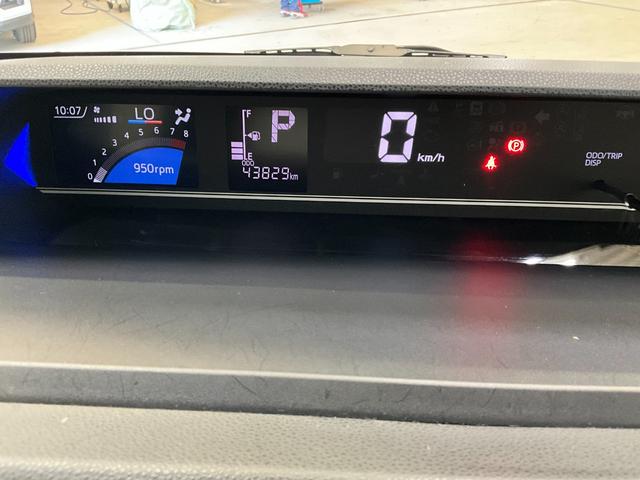 10:07
LO
0 1 2 3 4 5 6 7 8
950rpm
F
P
E
ODO
43829km
0 km/h
P
ODO/TRIP
DISP